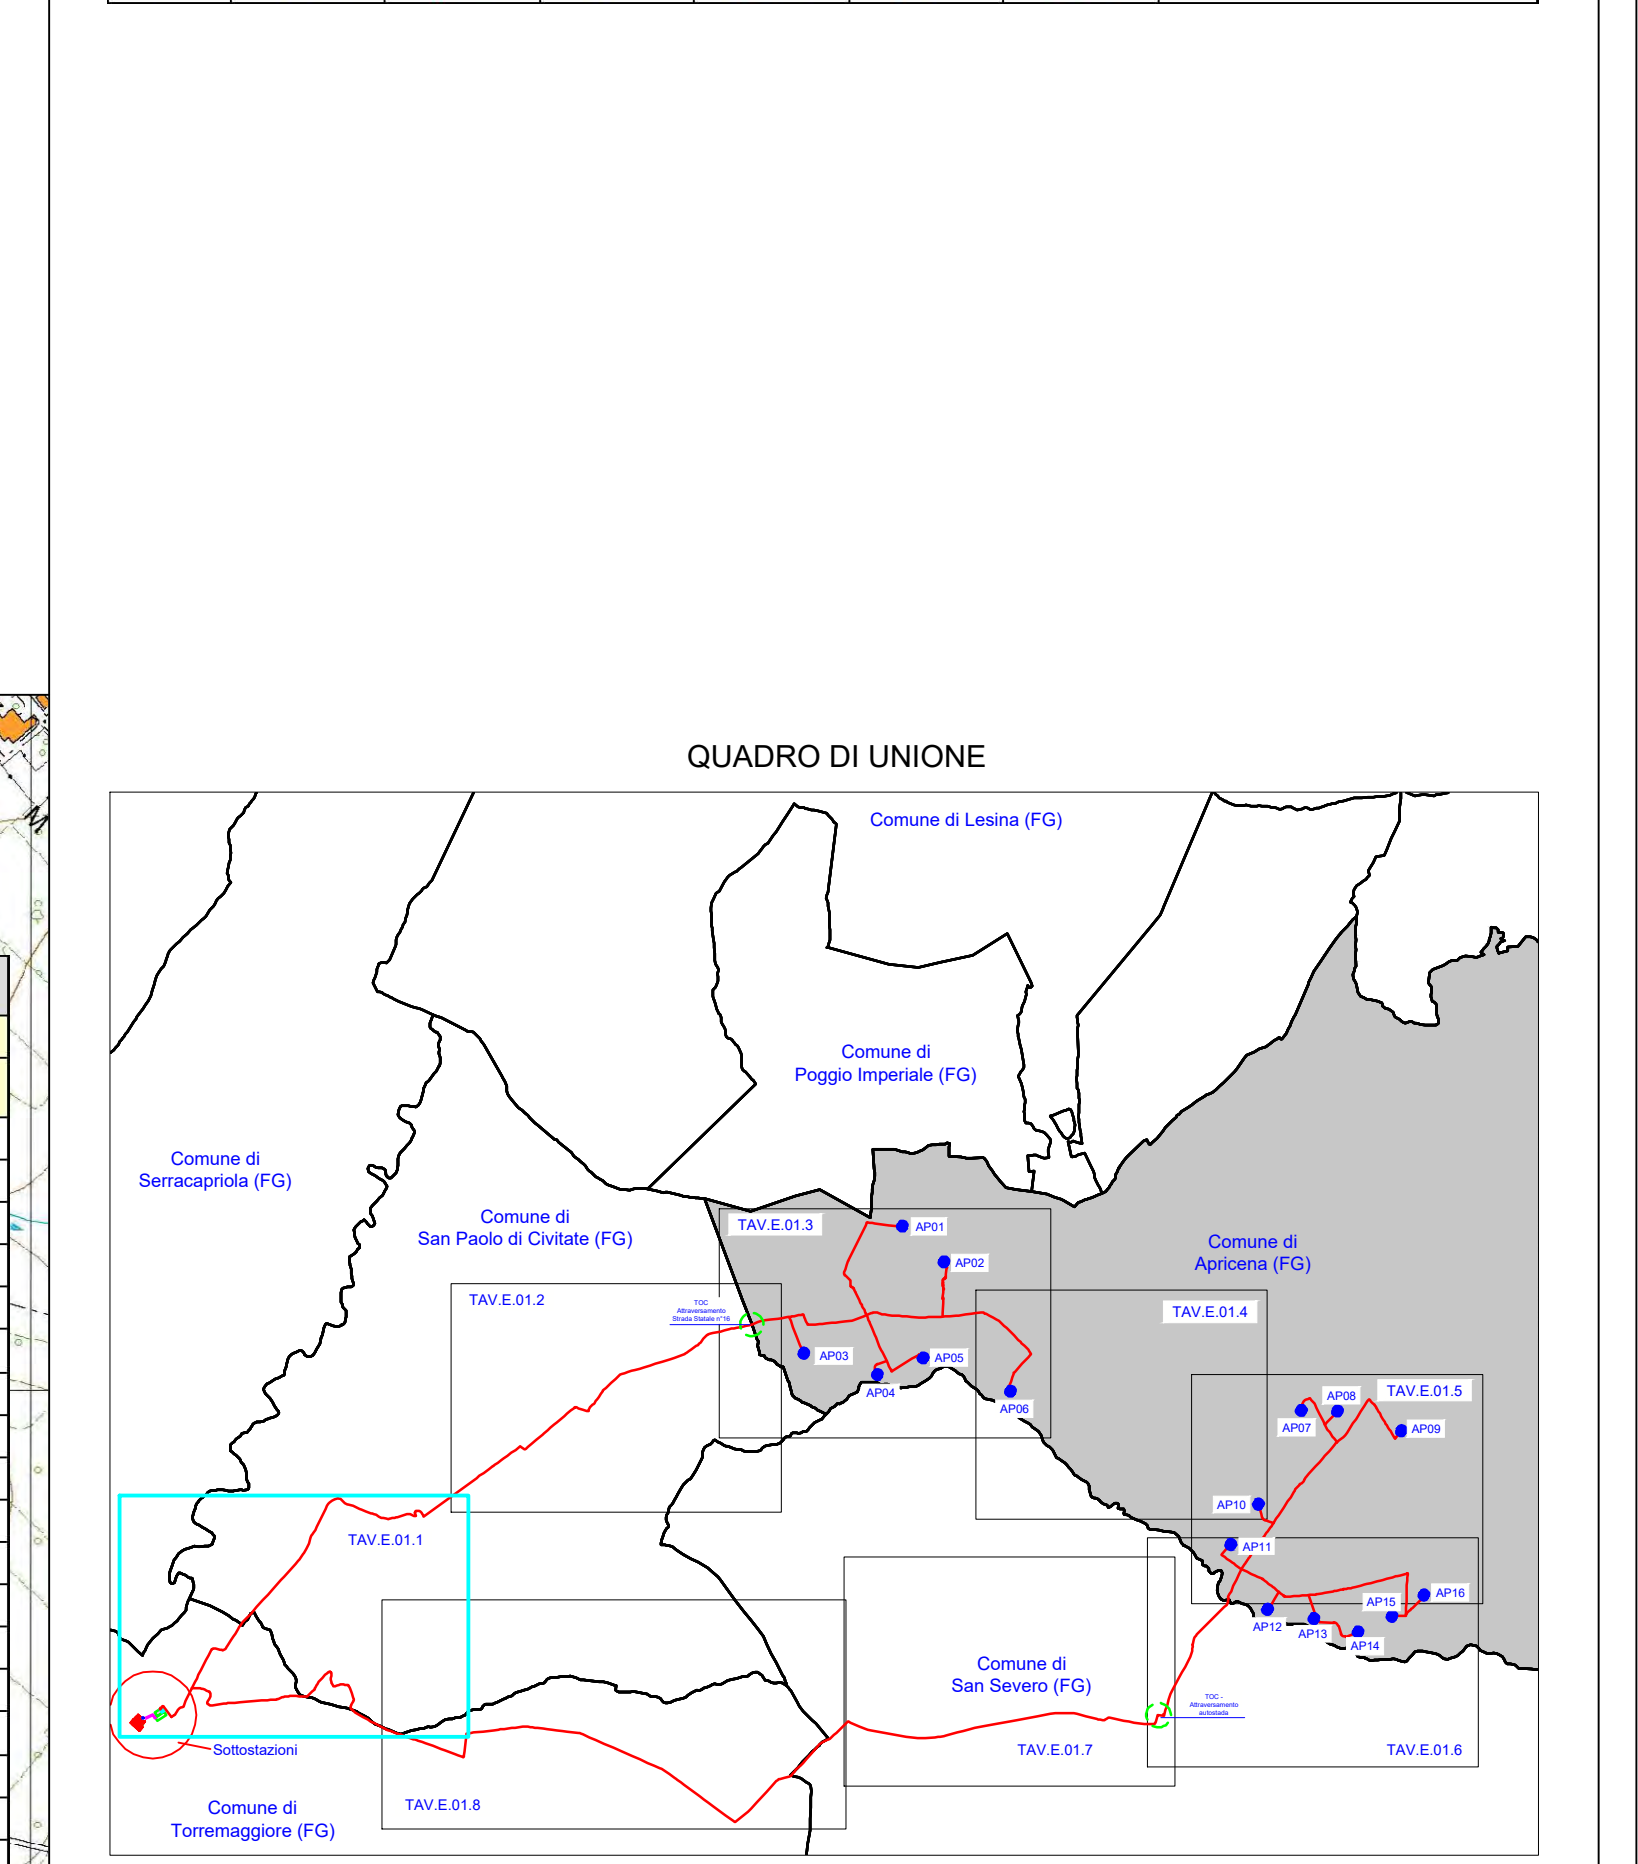 QUADRO DI UNIONE
Comune di Lesina (FG)
Comune di
Poggio Imperiale (FG)
Comune di
Serracapriola (FG)
Comune di
San Paolo di Civitate (FG)
TAV.E.01.3
AP01
AP02
Comune di
Apricena (FG)
TAV.E.01.2
TOC
Attraversamento
Strada Statale n°16
TAV.E.01.4
AP03
AP05
AP04
AP06
AP08
TAV.E.01.5
AP07
AP09
AP10
TAV.E.01.1
AP11
AP16
AP15
AP12
AP13
AP14
Comune di
San Severo (FG)
TOC -
Attraversamento
autostada
Sottostazioni
TAV.E.01.7
TAV.E.01.6
TAV.E.01.8
Comune di
Torremaggiore (FG)
M